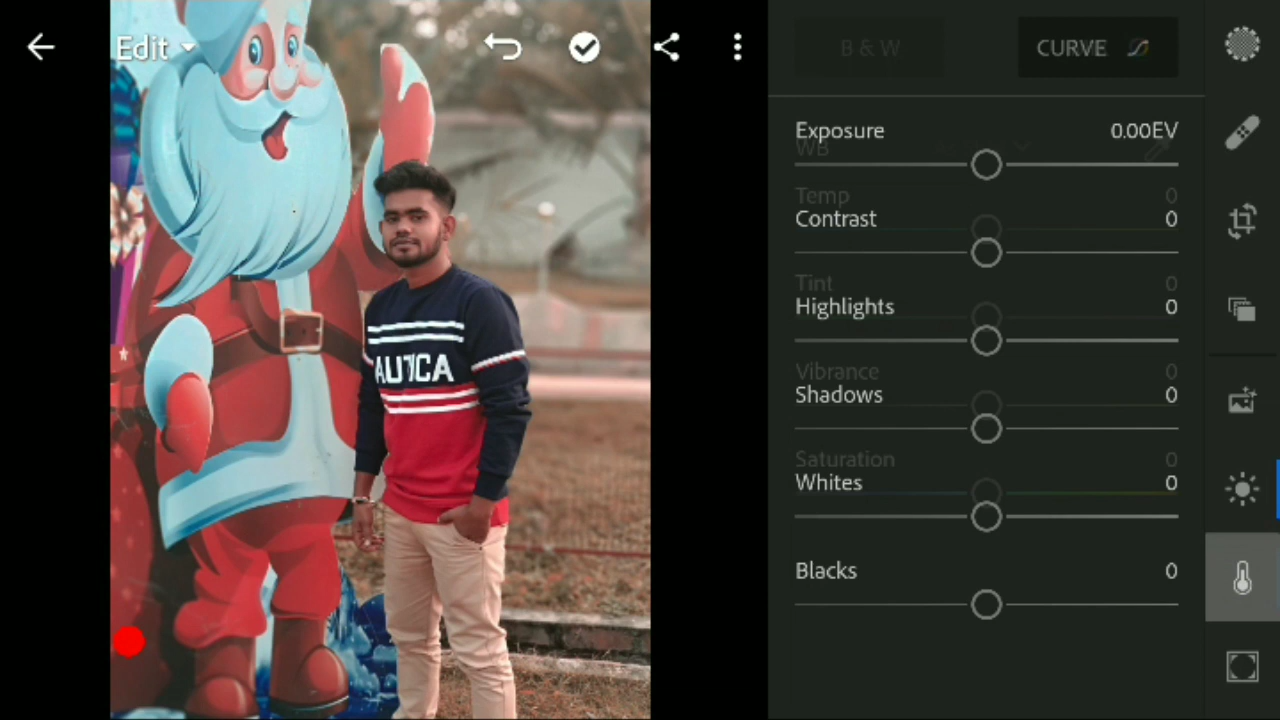 Edit
B & W
CURVE
Exposure 0.00EV
WB
Temp 0
Contrast 0
Tint 0
Highlights 0
Vibrance 0
Shadows 0
Saturation 0
Whites 0
Blacks 0
AUTICA